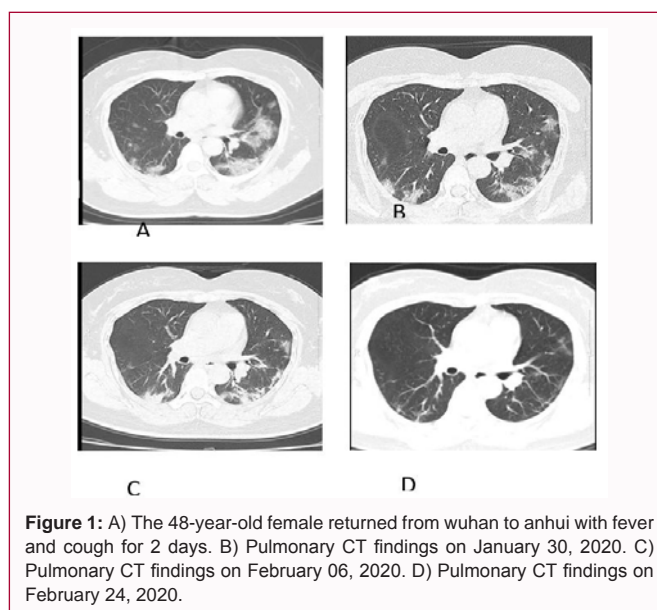 A
B
C
D
Figure 1: A) The 48-year-old female returned from wuhan to anhui with fever
and cough for 2 days. B) Pulmonary CT findings on January 30, 2020. C)
Pulmonary CT findings on February 06, 2020. D) Pulmonary CT findings on
February 24, 2020.